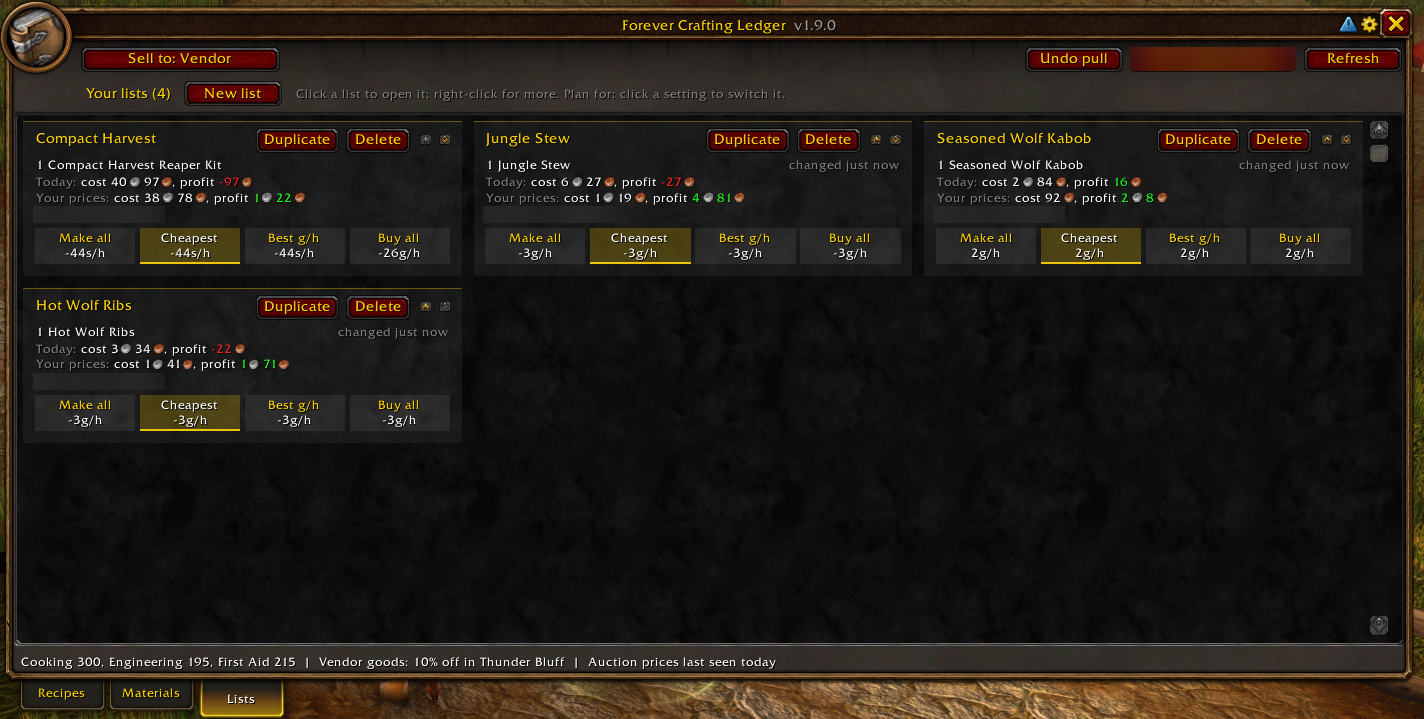 Forever Crafting Ledger v1.9.0
Sell to: Vendor
Undo pull
Refresh
Your lists (4)
New list
Click a list to open it; right-click for more. Plan for: click a setting to switch it.
Compact Harvest
Duplicate
Delete
1 Compact Harvest Reaper Kit
Today: cost 40 97, profit -97
Your prices: cost 38 78, profit 1 22
Make all
-44s/h
Cheapest
-44s/h
Best g/h
-44s/h
Buy all
-26g/h
Jungle Stew
Duplicate
Delete
1 Jungle Stew
changed just now
Today: cost 6 27, profit -27
Your prices: cost 1 19, profit 4 81
Make all
-3g/h
Cheapest
-3g/h
Best g/h
-3g/h
Buy all
-3g/h
Seasoned Wolf Kabob
Duplicate
Delete
1 Seasoned Wolf Kabob
changed just now
Today: cost 2 84, profit 16
Your prices: cost 92, profit 2 8
Make all
2g/h
Cheapest
2g/h
Best g/h
2g/h
Buy all
2g/h
Hot Wolf Ribs
Duplicate
Delete
1 Hot Wolf Ribs
changed just now
Today: cost 3 34, profit -22
Your prices: cost 1 41, profit 1 71
Make all
-3g/h
Cheapest
-3g/h
Best g/h
-3g/h
Buy all
-3g/h
Cooking 300, Engineering 195, First Aid 215 | Vendor goods: 10% off in Thunder Bluff | Auction prices last seen today
Recipes
Materials
Lists